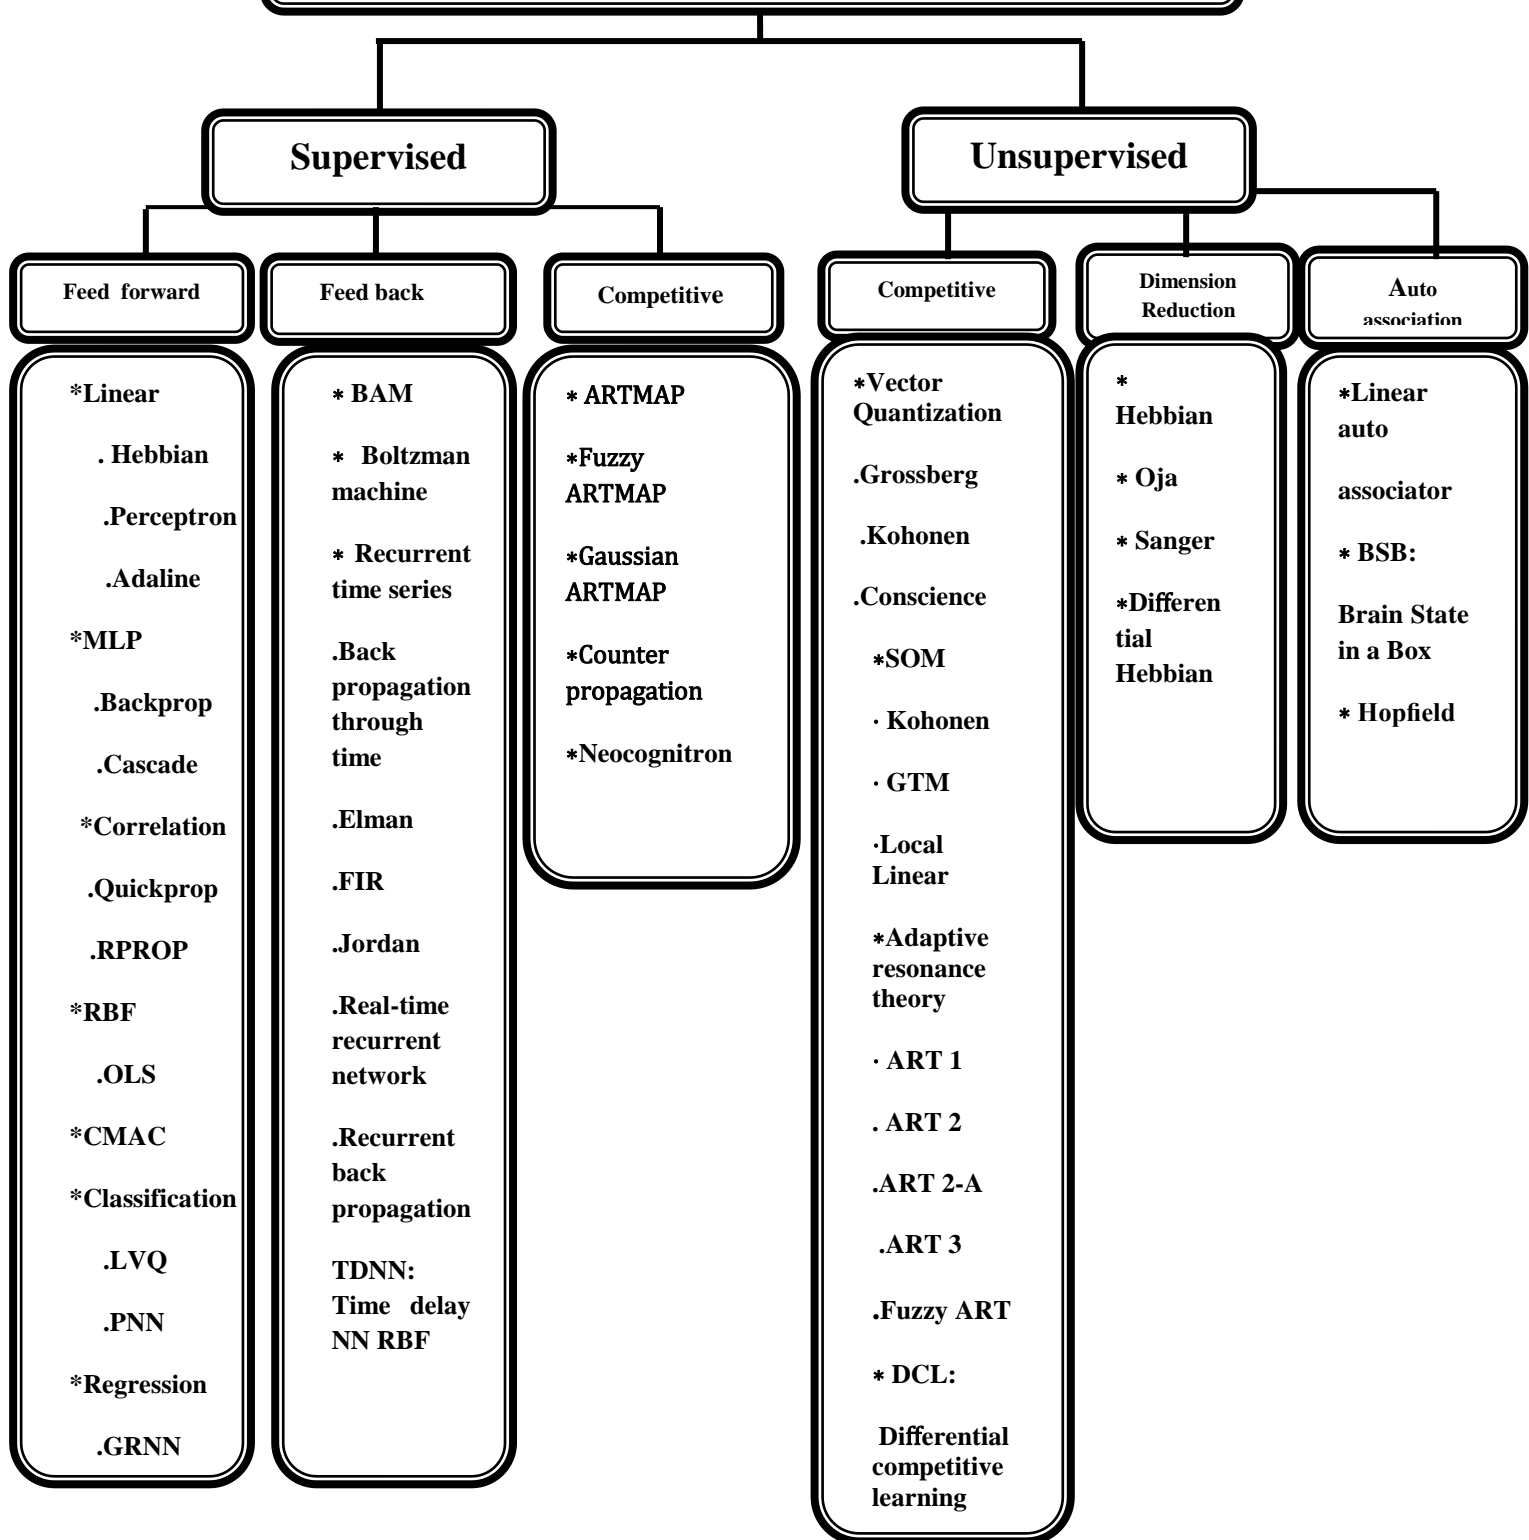 Supervised
Unsupervised
Feed forward
Feed back
Competitive
Competitive
Dimension
Reduction
Auto
association
*Linear
. Hebbian
.Perceptron
.Adaline
*MLP
.Backprop
.Cascade
*Correlation
.Quickprop
.RPROP
*RBF
.OLS
*CMAC
*Classification
.LVQ
.PNN
*Regression
.GRNN
* BAM
* Boltzman
machine
* Recurrent
time series
.Back
propagation
through
time
.Elman
.FIR
.Jordan
.Real-time
recurrent
network
.Recurrent
back
propagation
TDNN:
Time delay
NN RBF
* ARTMAP
*Fuzzy
ARTMAP
*Gaussian
ARTMAP
*Counter
propagation
*Neocognitron
*Vector
Quantization
.Grossberg
.Kohonen
.Conscience
*SOM
· Kohonen
· GTM
·Local
Linear
*Adaptive
resonance
theory
· ART 1
. ART 2
.ART 2-A
.ART 3
.Fuzzy ART
* DCL:
Differential
competitive
learning
*
Hebbian
* Oja
* Sanger
*Differen
tial
Hebbian
*Linear
auto
associator
* BSB:
Brain State
in a Box
* Hopfield